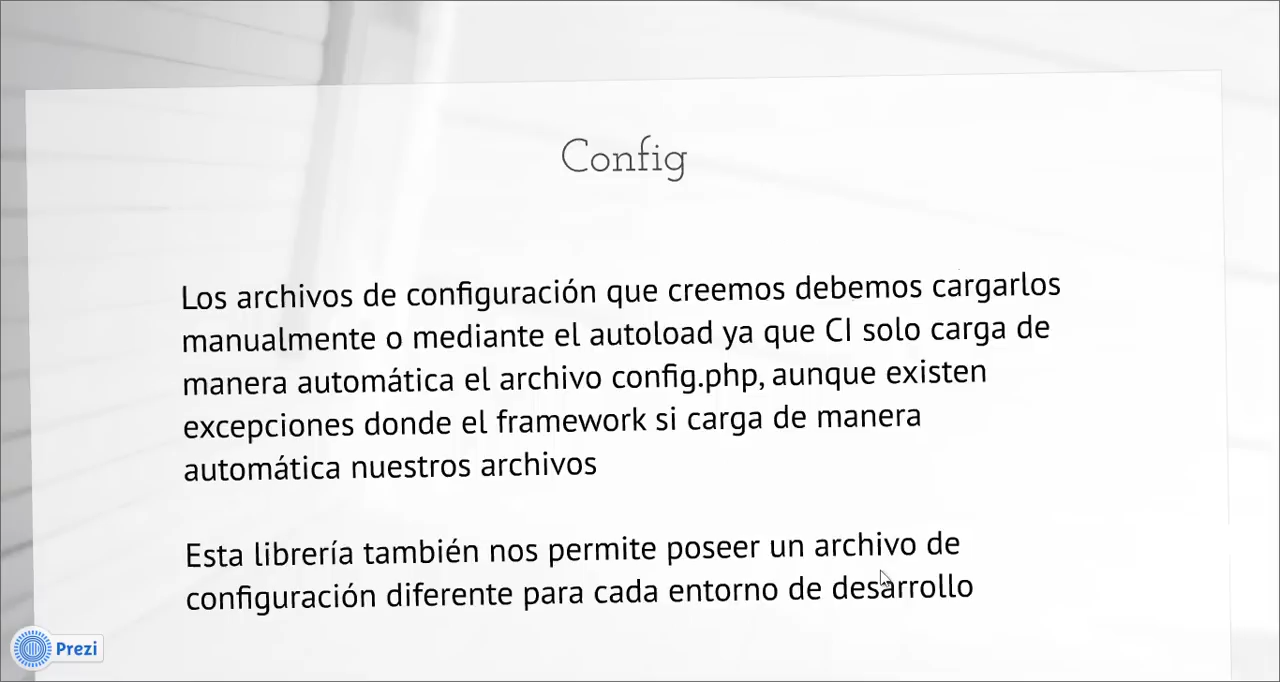 Config
Los archivos de configuración que creemos debemos cargarlos
manualmente o mediante el autoload ya que CI solo carga de
manera automática el archivo config.php, aunque existen
excepciones donde el framework si carga de manera
automática nuestros archivos
Esta librería también nos permite poseer un archivo de
configuración diferente para cada entorno de desarrollo
Prezi